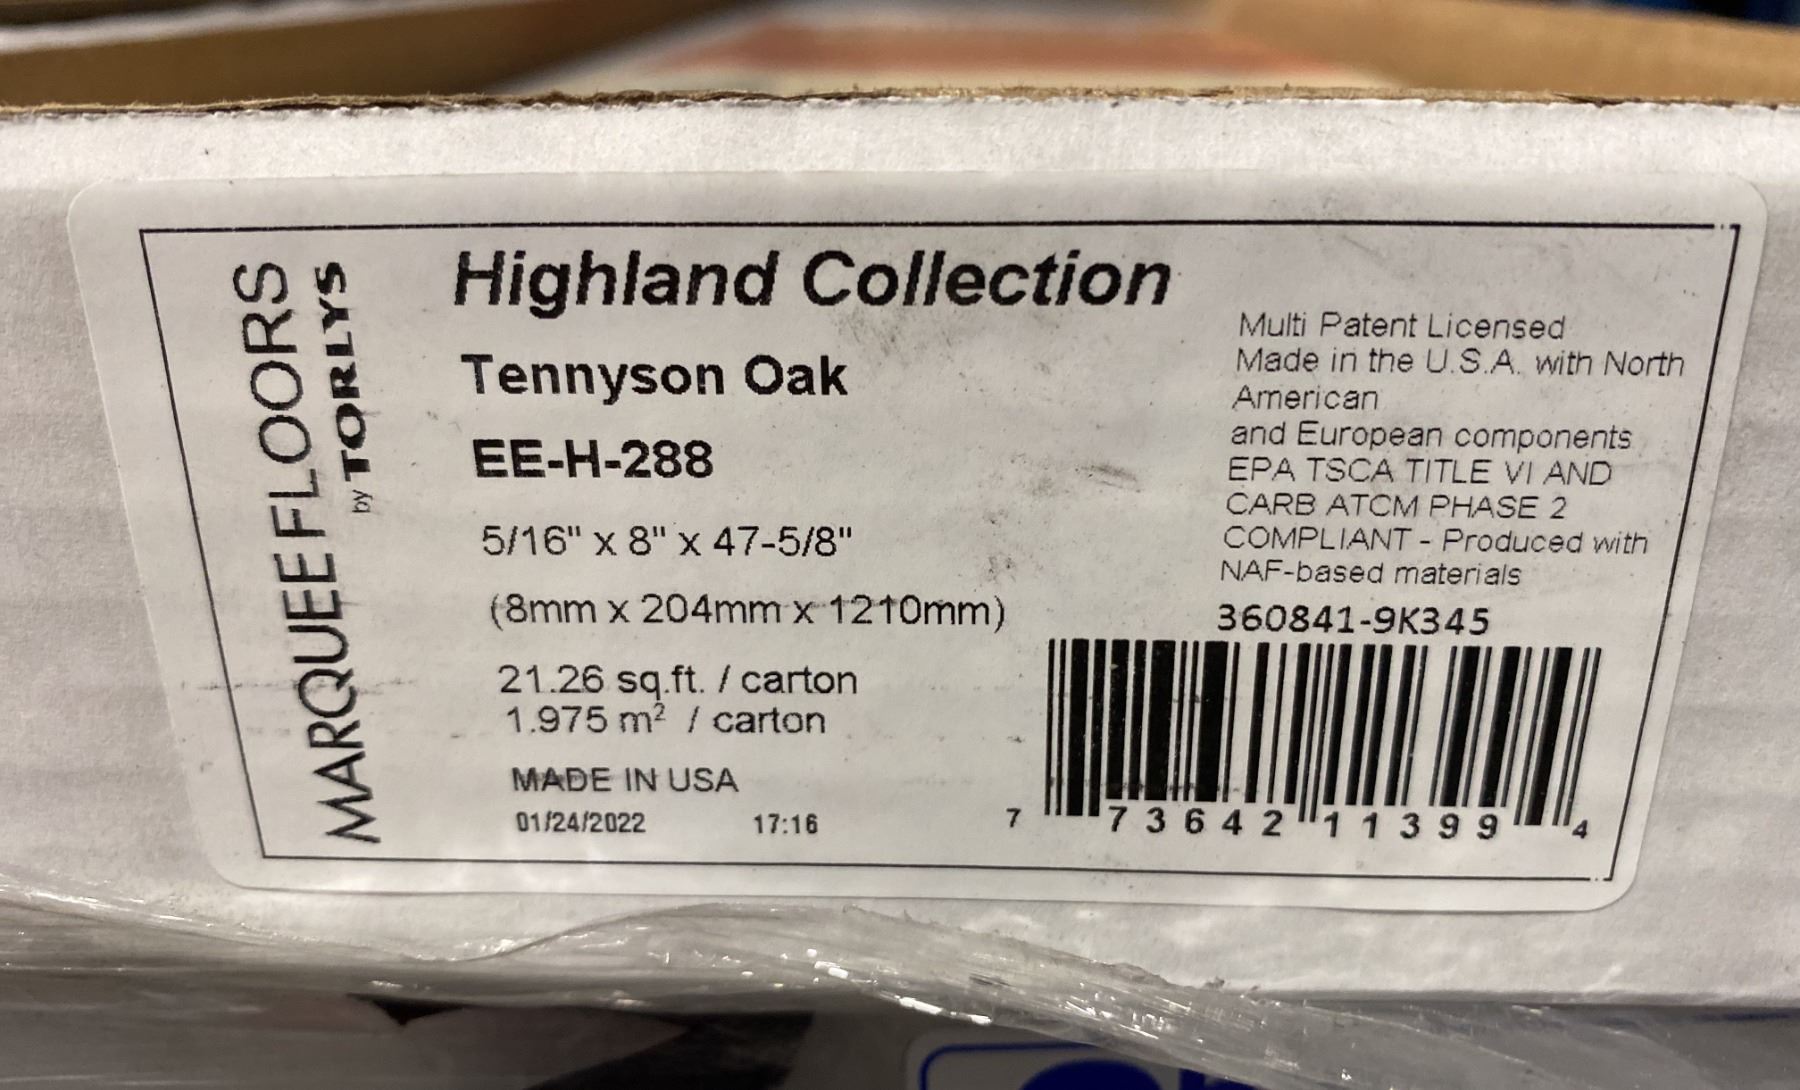 MARQUEE FLOORS
by TORLYS
Highland Collection
Tennyson Oak
EE-H-288
5/16" x 8" x 47-5/8"
(8mm x 204mm x 1210mm)
21.26 sq.ft. / carton
1.975 m² / carton
MADE IN USA
01/24/2022 17:16
Multi Patent Licensed
Made in the U.S.A. with North
American
and European components
EPA TSCA TITLE VI AND
CARB ATCM PHASE 2
COMPLIANT - Produced with
NAF-based materials
360841-9K345
7 73642 11399 4